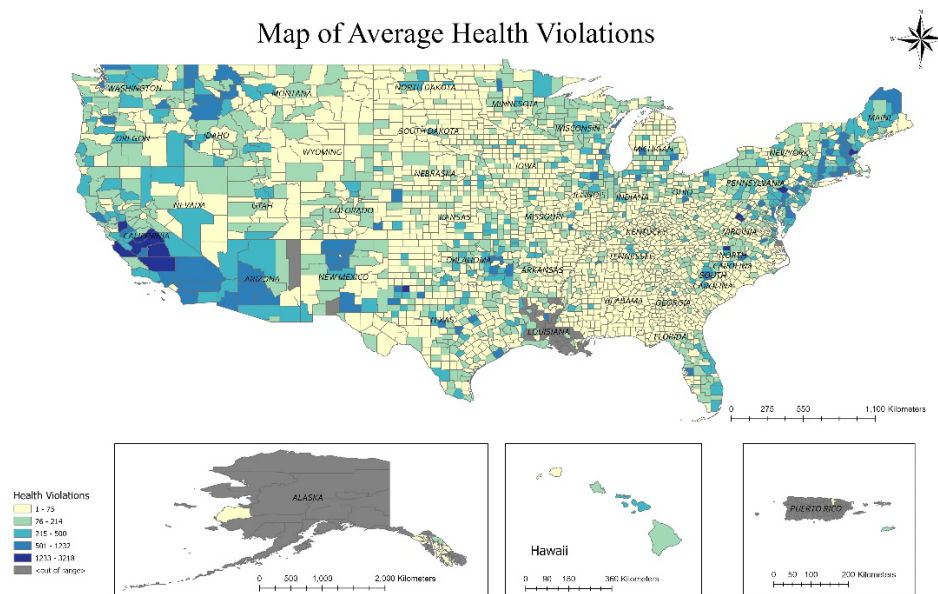 Map of Average Health Violations
N
W
S
WASHINGTON
MONTANA
NORTH DAKOTA
MINNESOTA
MAINE
OREGON
IDAHO
SOUTH DAKOTA
WISCONSIN
MICHIGAN
NEW YORK
WYOMING
IOWA
NEBRASKA
PENNSYLVANIA
NEVADA
UTAH
COLORADO
ILLINOIS
INDIANA
OHIO
KANSAS
MISSOURI
CALIFORNIA
KENTUCKY
VIRGINIA
ARIZONA
NEW MEXICO
OKLAHOMA
ARKANSAS
TENNESSEE
NORTH
CAROLINA
SOUTH
CAROLINA
TEXAS
LOUISIANA
ALABAMA
GEORGIA
FLORIDA
0 275 550 1,100 Kilometers
Health Violations
1 - 75
76 - 214
215 - 500
501 - 1232
1233 - 3218
<out of range>
ALASKA
0 500 1,000 2,000 Kilometers
Hawaii
0 90 180 360 Kilometers
PUERTO RICO
0 50 100 200 Kilometers